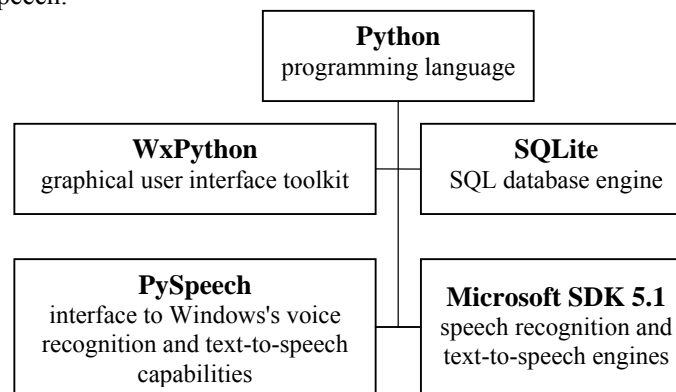 Python
programming language
WxPython
graphical user interface toolkit
SQLite
SQL database engine
PySpeech
interface to Windows's voice
recognition and text-to-speech
capabilities
Microsoft SDK 5.1
speech recognition and
text-to-speech engines